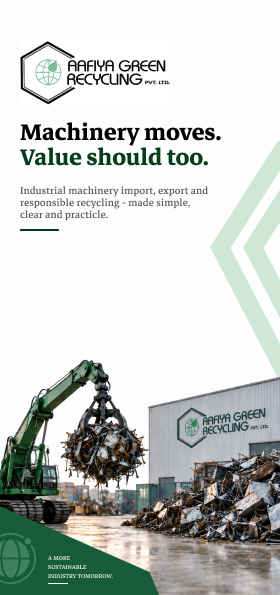 AAFIYA GREEN
RECYCLING PVT. LTD.
Machinery moves.
Value should too.
Industrial machinery import, export and
responsible recycling - made simple,
clear and practicle.
AAFIYA GREEN
RECYCLING PVT. LTD.
A MORE
SUSTAINABLE
INDUSTRY TOMORROW.